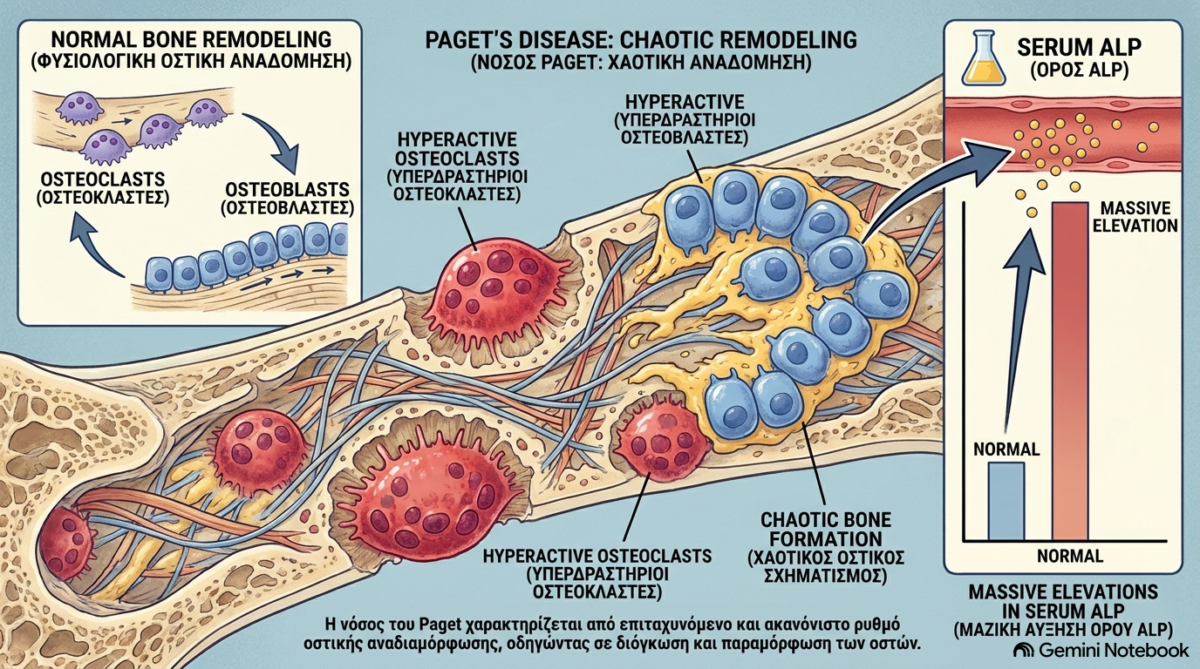 NORMAL BONE REMODELING
(ΦΥΣΙΟΛΟΓΙΚΗ ΟΣΤΙΚΗ ΑΝΑΔΟΜΗΣΗ)
OSTEOCLASTS
(ΟΣΤΕΟΚΛΑΣΤΕΣ)
OSTEOBLASTS
(ΟΣΤΕΟΒΛΑΣΤΕΣ)
PAGET'S DISEASE: CHAOTIC REMODELING
(ΝΟΣΟΣ PAGET: ΧΑΟΤΙΚΗ ΑΝΑΔΟΜΗΣΗ)
HYPERACTIVE
OSTEOCLASTS
(ΥΠΕΡΔΡΑΣΤΗΡΙΟΙ
ΟΣΤΕΟΚΛΑΣΤΕΣ)
HYPERACTIVE
(ΥΠΕΡΔΡΑΣΤΗΡΙΟΙ
ΟΣΤΕΟΒΛΑΣΤΕΣ)
HYPERACTIVE OSTEOCLASTS
(ΥΠΕΡΔΡΑΣΤΗΡΙΟΙ
ΟΣΤΕΟΚΛΑΣΤΕΣ)
CHAOTIC BONE
FORMATION
(ΧΑΟΤΙΚΟΣ ΟΣΤΙΚΟΣ
ΣΧΗΜΑΤΙΣΜΟΣ)
Η νόσος του Paget χαρακτηρίζεται από επιταχυνόμενο και ακανόνιστο ρυθμό
οστικής αναδιαμόρφωσης, οδηγώντας σε διόγκωση και παραμόρφωση των οστών.
SERUM ALP
(ΟΡΟΣ ALP)
MASSIVE
ELEVATION
NORMAL
NORMAL
MASSIVE ELEVATIONS
IN SERUM ALP
(ΜΑΖΙΚΗ ΑΥΞΗΣΗ ΟΡΟΥ ALP)
Gemini Notebook